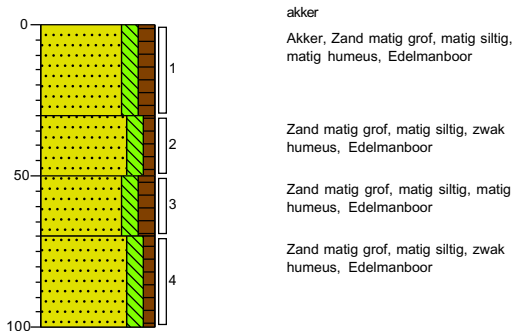 akker
0
Akker, Zand matig grof, matig siltig,
matig humeus, Edelmanboor
1
Zand matig grof, matig siltig, zwak
humeus, Edelmanboor
2
50
Zand matig grof, matig siltig, matig
humeus, Edelmanboor
3
Zand matig grof, matig siltig, zwak
humeus, Edelmanboor
4
100